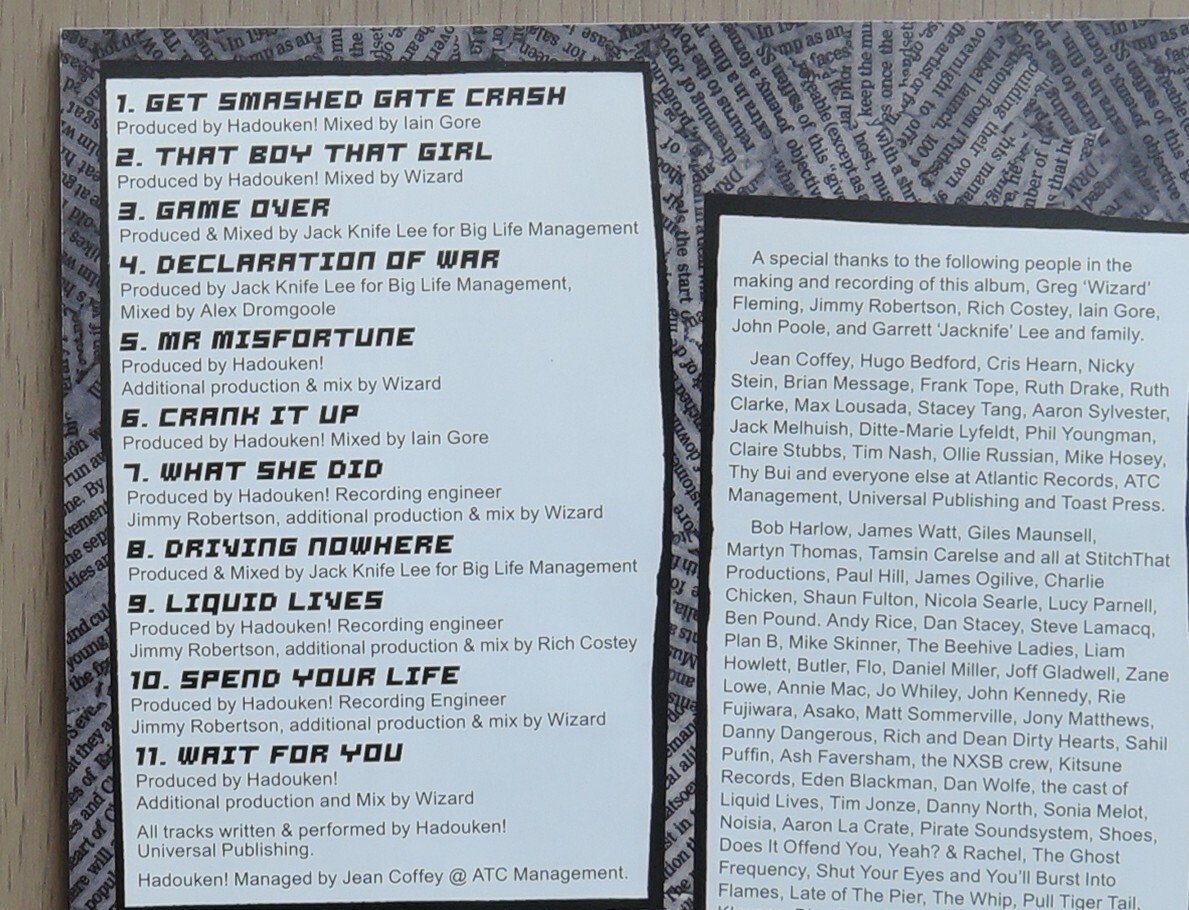 1. GET SMASHED GATE CRASH
Produced by Hadouken! Mixed by Iain Gore
2. THAT BOY THAT GIRL
Produced by Hadouken! Mixed by Wizard
3. GAME OVER
Produced & Mixed by Jack Knife Lee for Big Life Management
4. DECLARATION OF WAR
Produced by Jack Knife Lee for Big Life Management,
Mixed by Alex Dromgoole
5. MR MISFORTUNE
Produced by Hadouken!
Additional production & mix by Wizard
6. CRANK IT UP
Produced by Hadouken! Mixed by Iain Gore
7. WHAT SHE DID
Produced by Hadouken! Recording engineer
Jimmy Robertson, additional production & mix by Wizard
8. DRIVING NOWHERE
Produced & Mixed by Jack Knife Lee for Big Life Management
9. LIQUID LIVES
Produced by Hadouken! Recording engineer
Jimmy Robertson, additional production & mix by Rich Costey
10. SPEND YOUR LIFE
Produced by Hadouken! Recording Engineer
Jimmy Robertson, additional production & mix by Wizard
11. WAIT FOR YOU
Produced by Hadouken!
Additional production and Mix by Wizard
All tracks written & performed by Hadouken!
Universal Publishing.
Hadouken! Managed by Jean Coffey @ ATC Management.
A special thanks to the following people in the
making and recording of this album, Greg 'Wizard'
Fleming, Jimmy Robertson, Rich Costey, Iain Gore,
John Poole, and Garrett 'Jacknife' Lee and family.
Jean Coffey, Hugo Bedford, Cris Hearn, Nicky
Stein, Brian Message, Frank Tope, Ruth Drake, Ruth
Clarke, Max Lousada, Stacey Tang, Aaron Sylvester,
Jack Melhuish, Ditte-Marie Lyfeldt, Phil Youngman,
Claire Stubbs, Tim Nash, Ollie Russian, Mike Hosey,
Thy Bui and everyone else at Atlantic Records, ATC
Management, Universal Publishing and Toast Press.
Bob Harlow, James Watt, Giles Maunsell,
Martyn Thomas, Tamsin Carelse and all at StitchThat
Productions, Paul Hill, James Ogilive, Charlie
Chicken, Shaun Fulton, Nicola Searle, Lucy Parnell,
Ben Pound. Andy Rice, Dan Stacey, Steve Lamacq,
Plan B, Mike Skinner, The Beehive Ladies, Liam
Howlett, Butler, Flo, Daniel Miller, Joff Gladwell, Zane
Lowe, Annie Mac, Jo Whiley, John Kennedy, Rie
Fujiwara, Asako, Matt Sommerville, Jony Matthews,
Danny Dangerous, Rich and Dean Dirty Hearts, Sahil
Puffin, Ash Faversham, the NXSB crew, Kitsune
Records, Eden Blackman, Dan Wolfe, the cast of
Liquid Lives, Tim Jonze, Danny North, Sonia Melot,
Noisia, Aaron La Crate, Pirate Soundsystem, Shoes,
Does It Offend You, Yeah? & Rachel, The Ghost
Frequency, Shut Your Eyes and You'll Burst Into
Flames, Late of The Pier, The Whip, Pull Tiger Tail,